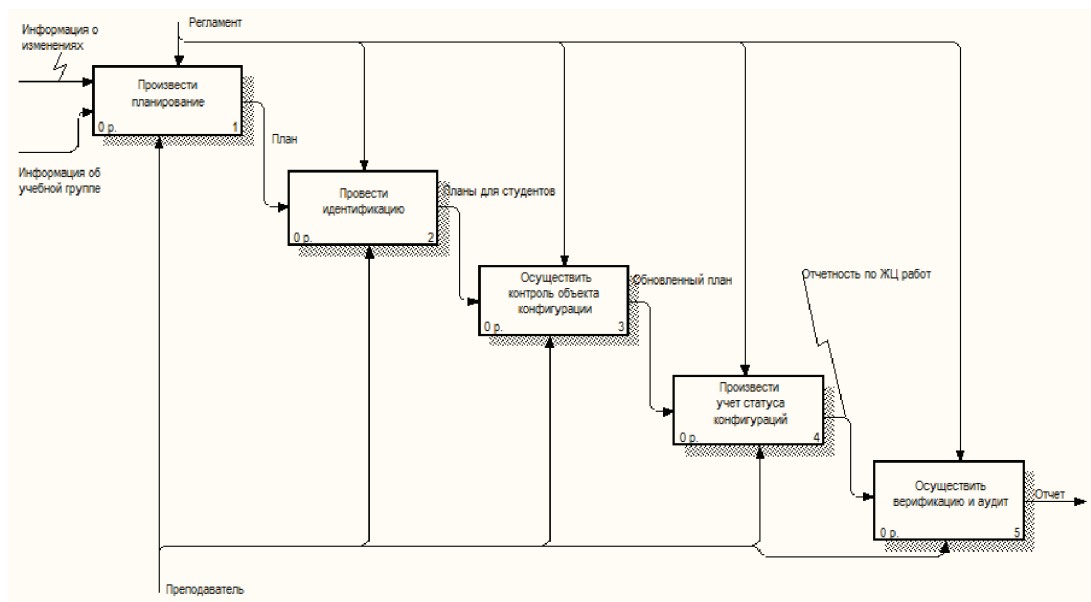 Регламент
Информация о
изменениях
Произвести
планирование
0 р. 1
План
Информация об
учебной группе
Провести
идентификацию
0 р. 2
Планы для студентов
Осуществить
контроль объекта
конфигурации
0 р. 3
Обновленный план
Отчетность по ЖЦ работ
Произвести
учет статуса
конфигураций
0 р. 4
Осуществить
верификацию и аудит
0 р. 5
Отчет
Преподаватель